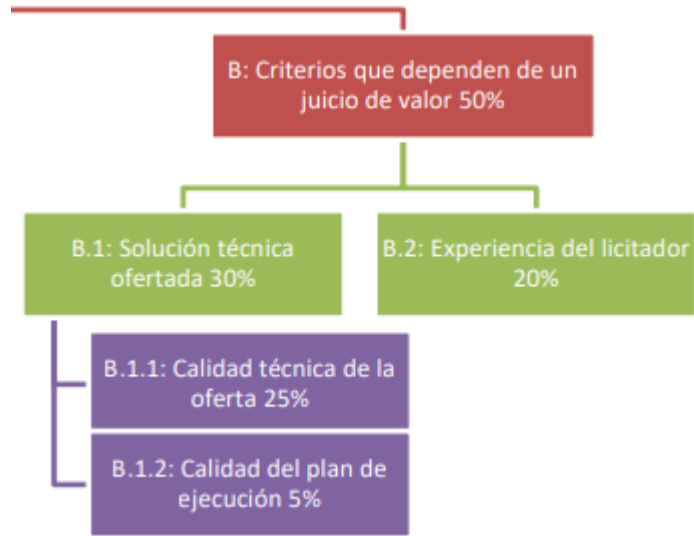 B: Criterios que dependen de un
juicio de valor 50%
B.1: Solución técnica
ofertada 30%
B.2: Experiencia del licitador
20%
B.1.1: Calidad técnica de la
oferta 25%
B.1.2: Calidad del plan de
ejecución 5%